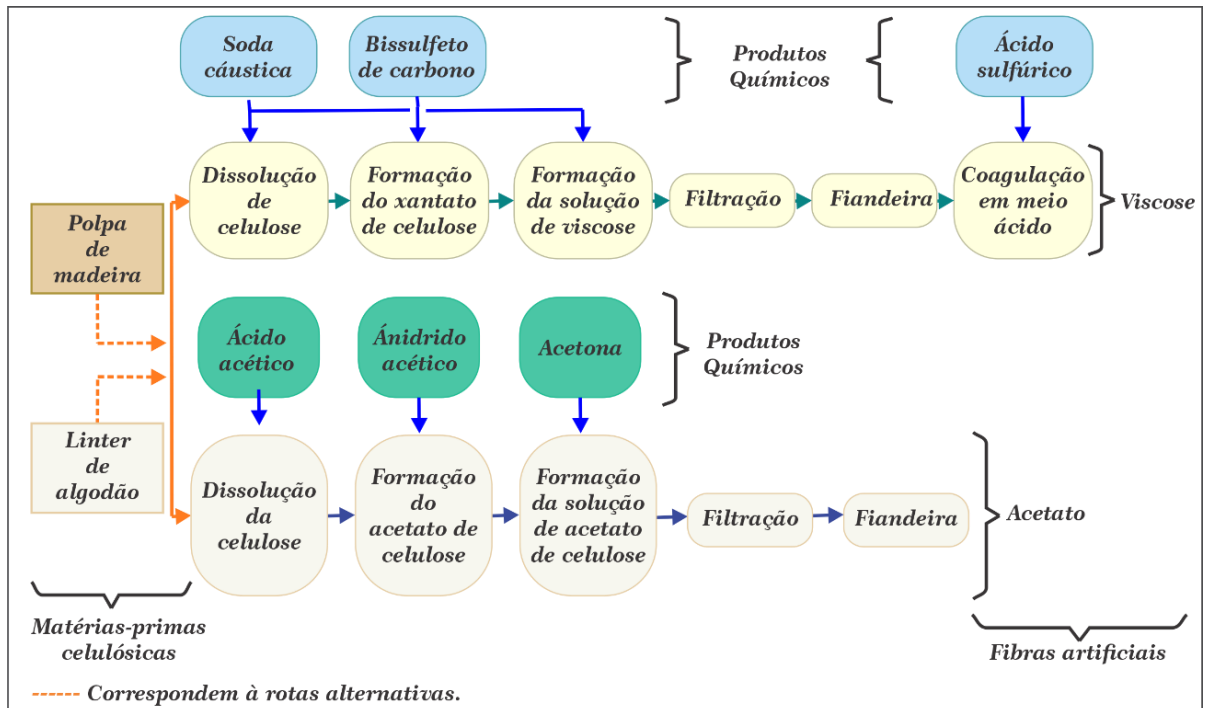 Soda
cáustica
Bissulfeto
de carbono
Produtos
Químicos
Ácido
sulfúrico
Dissolução
de
celulose
Formação
do xantato
de celulose
Formação
da solução
de viscose
Filtração
Fiandeira
Coagulação
em meio
ácido
Viscose
Polpa
de
madeira
Ácido
acético
Ánidrido
acético
Acetona
Produtos
Químicos
Linter
de
algodão
Dissolução
da
celulose
Formação
do
acetato de
celulose
Formação
da solução
de acetato
de celulose
Filtração
Fiandeira
Acetato
Matérias-primas
celulósicas
Fibras artificiais
Correspondem à rotas alternativas.